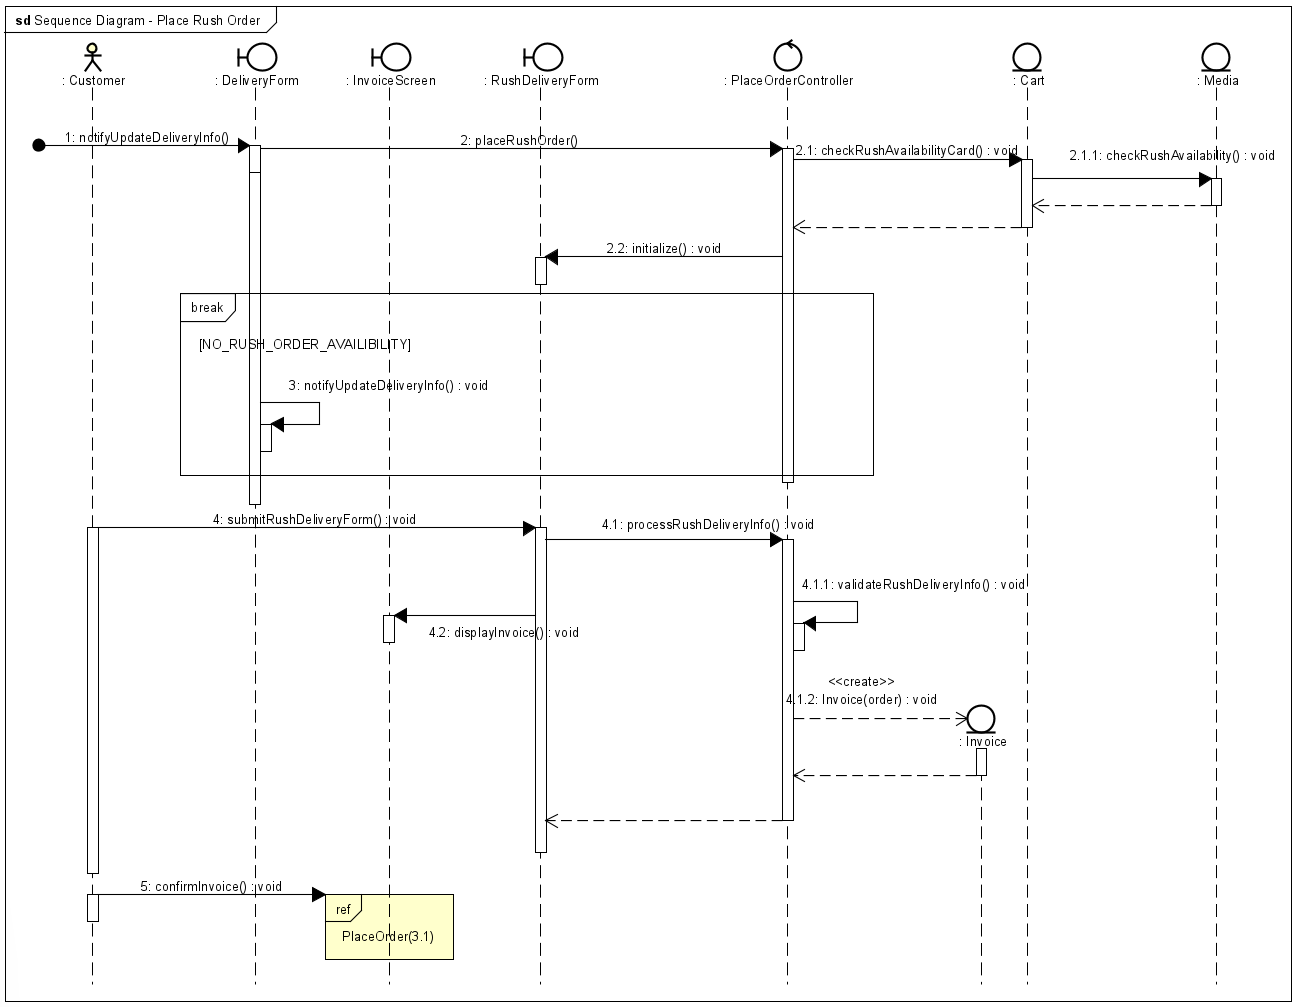 sd Sequence Diagram - Place Rush Order
: Customer
: DeliveryForm
: InvoiceScreen
: RushDeliveryForm
: PlaceOrderController
: Cart
: Media
1: notifyUpdateDeliveryInfo()
2: placeRushOrder()
2.1: checkRushAvailabilityCard() : void
2.1.1: checkRushAvailability() : void
2.2: initialize() : void
break
[NO_RUSH_ORDER_AVAILIBILITY]
3: notifyUpdateDeliveryInfo() : void
4: submitRushDeliveryForm() : void
4.1: processRushDeliveryInfo() : void
4.1.1: validateRushDeliveryInfo() : void
4.2: displayInvoice() : void
<<create>>
4.1.2: Invoice(order) : void
: Invoice
5: confirmInvoice() : void
ref
PlaceOrder(3.1)